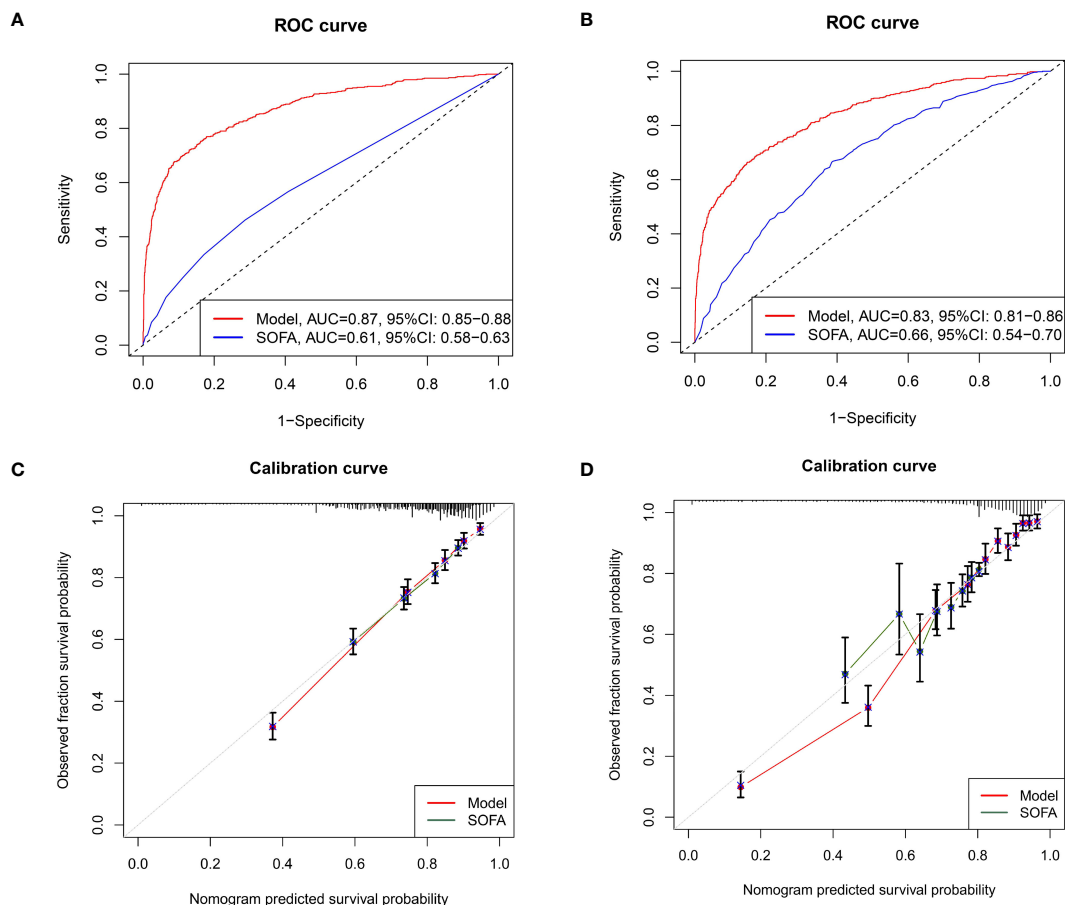 A
ROC curve
Sensitivity
0.0
0.2
0.4
0.6
0.8
1.0
Model, AUC=0.87, 95%CI: 0.85−0.88
SOFA, AUC=0.61, 95%CI: 0.58−0.63
0.0 0.2 0.4 0.6 0.8 1.0
1−Specificity
B
ROC curve
Sensitivity
0.0
0.2
0.4
0.6
0.8
1.0
Model, AUC=0.83, 95%CI: 0.81−0.86
SOFA, AUC=0.66, 95%CI: 0.54−0.70
0.0 0.2 0.4 0.6 0.8 1.0
1−Specificity
C
Calibration curve
Observed fraction survival probability
0.0
0.2
0.4
0.6
0.8
1.0
Model
SOFA
0.0 0.2 0.4 0.6 0.8 1.0
Nomogram predicted survival probability
D
Calibration curve
Observed fraction survival probability
0.0
0.2
0.4
0.6
0.8
1.0
Model
SOFA
0.0 0.2 0.4 0.6 0.8 1.0
Nomogram predicted survival probability